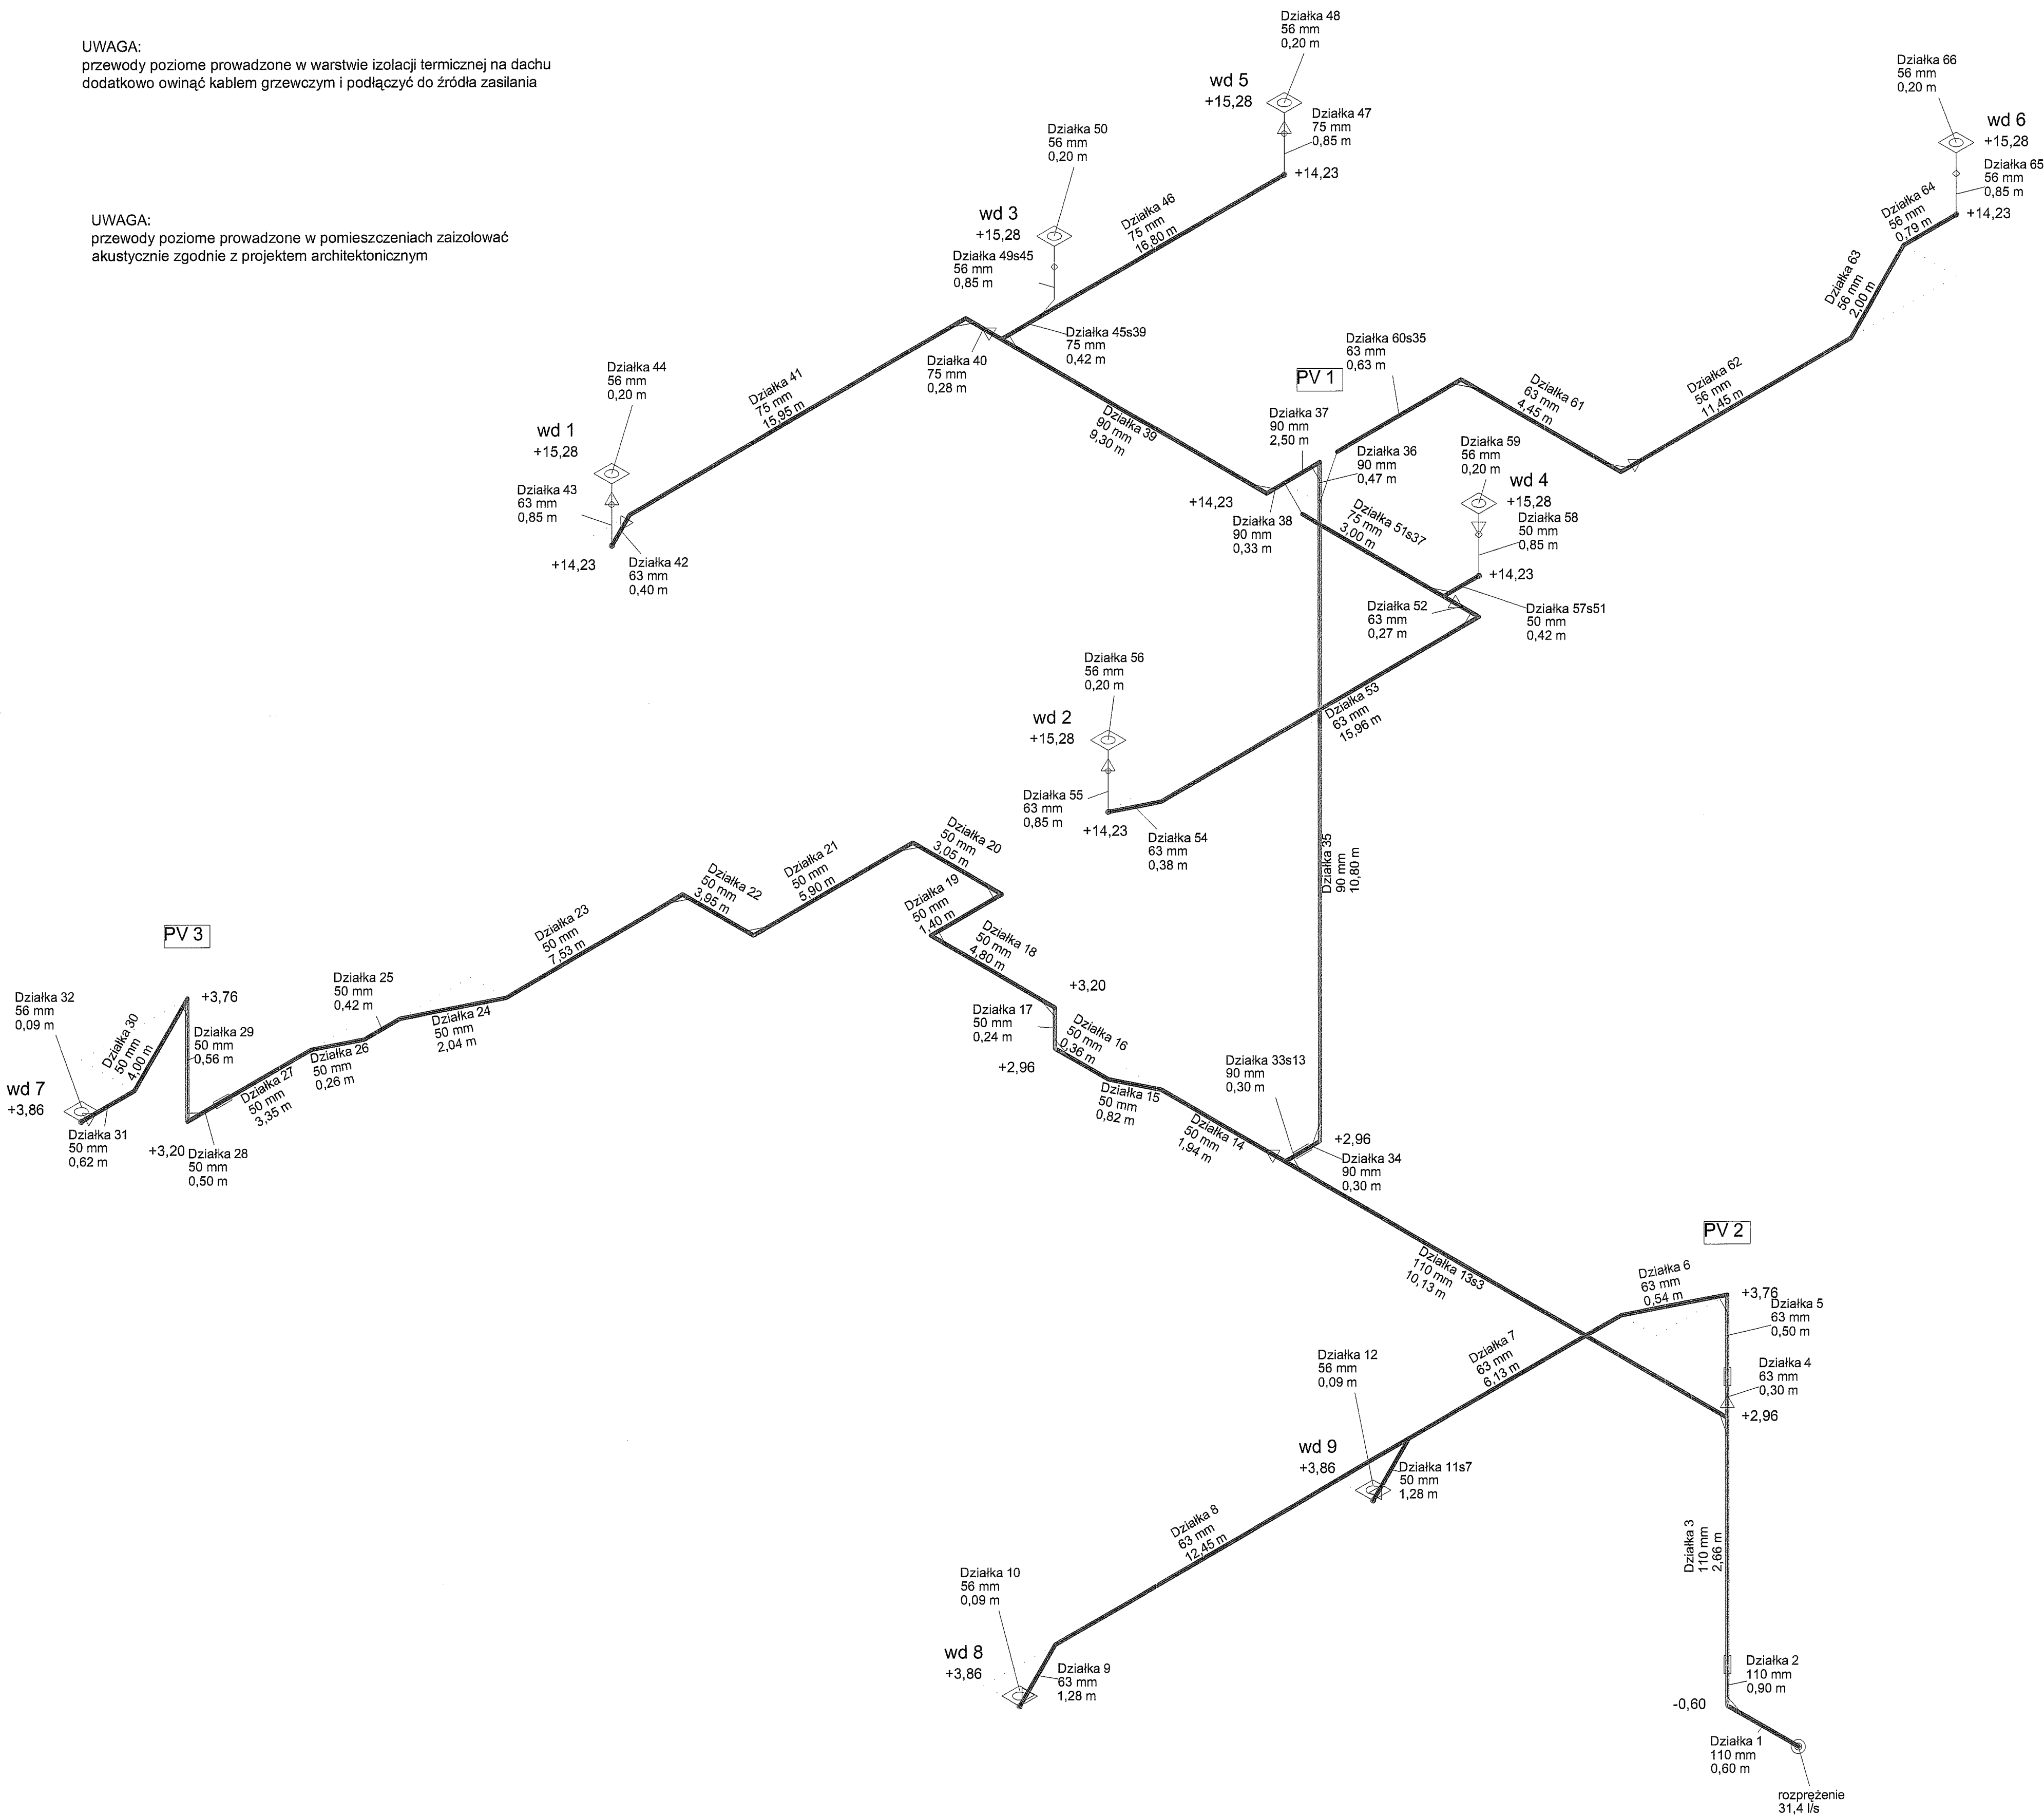 UWAGA:
przewody poziome prowadzone w warstwie izolacji termicznej na dachu
dodatkowo owinąć kablem grzewczym i podłączyć do źródła zasilania
UWAGA:
przewody poziome prowadzone w pomieszczeniach zaizolować
akustycznie zgodnie z projektem architektonicznym
Działka 48
56 mm
0,20 m
wd 5
+15,28
Działka 47
75 mm
0,85 m
+14,23
Działka 66
56 mm
0,20 m
wd 6
+15,28
Działka 65
56 mm
0,85 m
+14,23
Działka 64
56 mm
0,79 m
Działka 63
56 mm
2,00 m
Działka 50
56 mm
0,20 m
wd 3
+15,28
Działka 49s45
56 mm
0,85 m
Działka 46
75 mm
16,80 m
Działka 45s39
75 mm
0,42 m
Działka 40
75 mm
0,28 m
Działka 60s35
63 mm
0,63 m
PV 1
Działka 61
63 mm
4,45 m
Działka 62
56 mm
11,45 m
Działka 44
56 mm
0,20 m
wd 1
+15,28
Działka 43
63 mm
0,85 m
+14,23
Działka 42
63 mm
0,40 m
Działka 41
75 mm
15,95 m
Działka 39
90 mm
9,30 m
Działka 37
90 mm
2,50 m
Działka 36
90 mm
0,47 m
+14,23
Działka 38
90 mm
0,33 m
Działka 59
56 mm
0,20 m
wd 4
+15,28
Działka 58
50 mm
0,85 m
+14,23
Działka 51s37
75 mm
3,00 m
Działka 52
63 mm
0,27 m
Działka 57s51
50 mm
0,42 m
Działka 56
56 mm
0,20 m
wd 2
+15,28
Działka 55
63 mm
0,85 m
+14,23
Działka 54
63 mm
0,38 m
Działka 53
63 mm
15,96 m
Działka 35
90 mm
10,80 m
Działka 20
50 mm
3,05 m
Działka 21
50 mm
5,90 m
Działka 22
50 mm
3,95 m
Działka 19
50 mm
1,40 m
Działka 18
50 mm
4,80 m
Działka 23
50 mm
7,53 m
PV 3
+3,76
Działka 25
50 mm
0,42 m
Działka 24
50 mm
2,04 m
Działka 32
56 mm
0,09 m
Działka 30
50 mm
4,00 m
Działka 29
50 mm
0,56 m
Działka 26
50 mm
0,26 m
Działka 27
50 mm
3,35 m
wd 7
+3,86
Działka 31
50 mm
0,62 m
+3,20
Działka 28
50 mm
0,50 m
+3,20
Działka 17
50 mm
0,24 m
Działka 16
50 mm
0,36 m
+2,96
Działka 15
50 mm
0,82 m
Działka 14
50 mm
1,94 m
Działka 33s13
90 mm
0,30 m
+2,96
Działka 34
90 mm
0,30 m
Działka 13s3
110 mm
10,13 m
PV 2
Działka 6
63 mm
0,54 m
+3,76
Działka 5
63 mm
0,50 m
Działka 4
63 mm
0,30 m
+2,96
Działka 7
63 mm
6,13 m
Działka 12
56 mm
0,09 m
wd 9
+3,86
Działka 11s7
50 mm
1,28 m
Działka 8
63 mm
12,45 m
Działka 10
56 mm
0,09 m
wd 8
+3,86
Działka 9
63 mm
1,28 m
Działka 3
110 mm
2,66 m
Działka 2
110 mm
0,90 m
-0,60
Działka 1
110 mm
0,60 m
rozprężenie
31,4 l/s